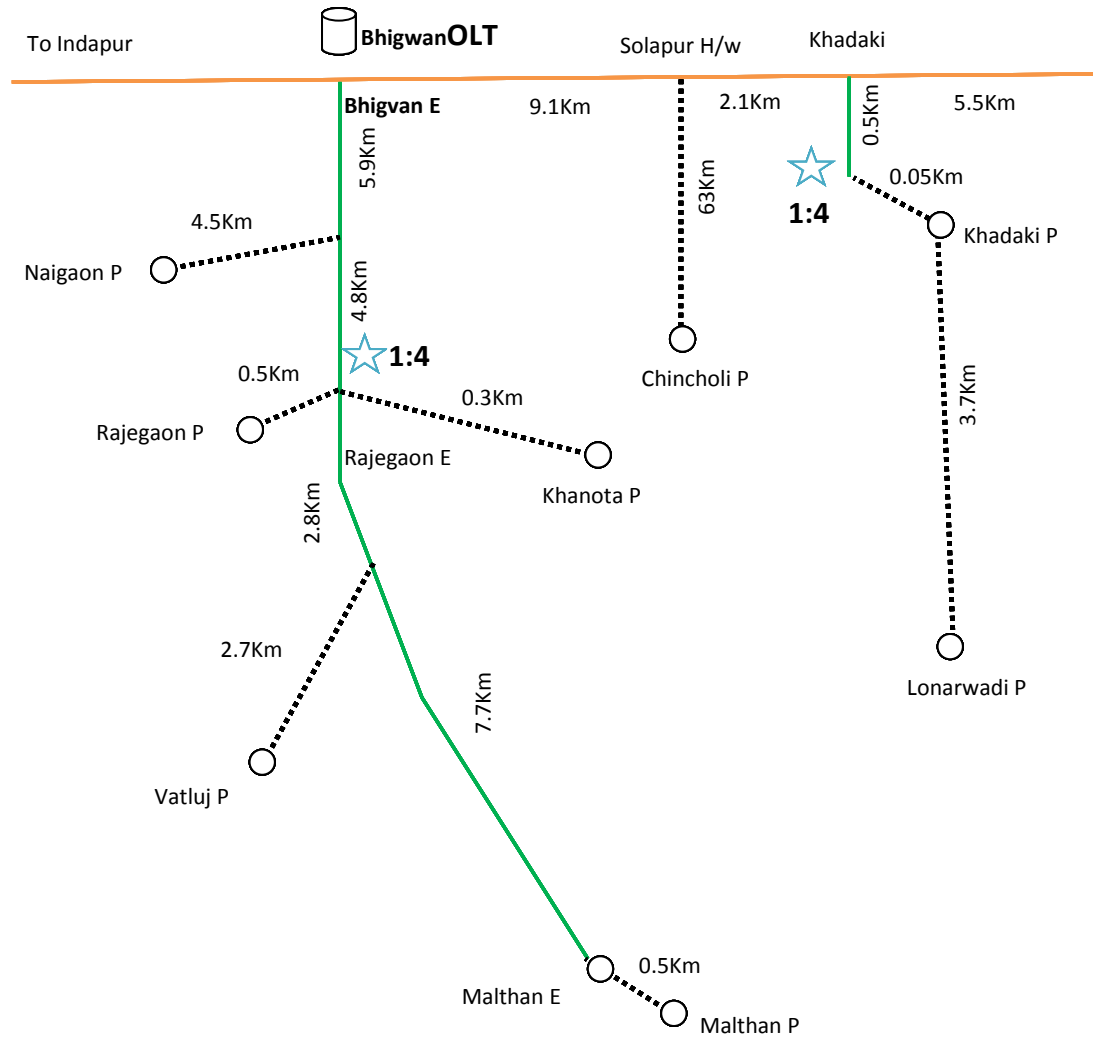 To Indapur
BhigwanOLT
Solapur H/w
Khadaki
Bhigvan E
9.1Km
2.1Km
5.5Km
0.5Km
5.9Km
63Km
1:4
0.05Km
Khadaki P
4.5Km
Naigaon P
4.8Km
1:4
0.5Km
0.3Km
Chincholi P
3.7Km
Rajegaon P
Rajegaon E
Khanota P
2.8Km
2.7Km
7.7Km
Lonarwadi P
Vatluj P
0.5Km
Malthan E
Malthan P